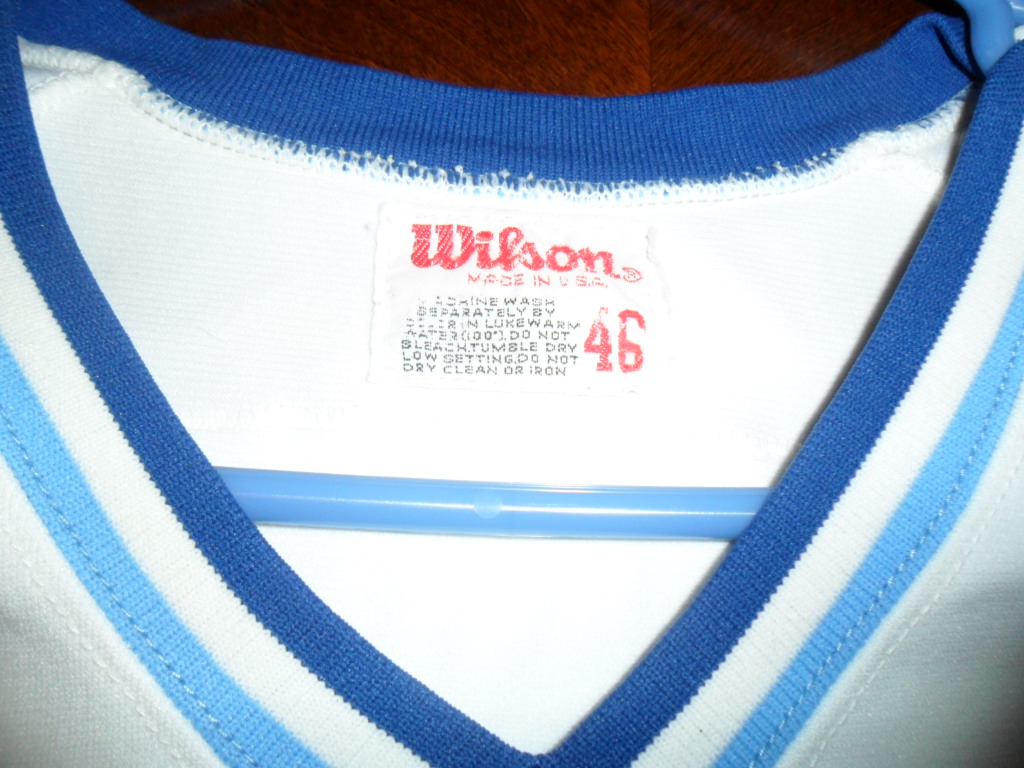 Wilson®
MADE IN U.S.A.
MACHINE WASH
SEPARATELY BY
IN LUKEWARM
WATER(100°).DO NOT
BLEACH.TUMBLE DRY
LOW SETTING.DO NOT
DRY CLEAN OR IRON
46